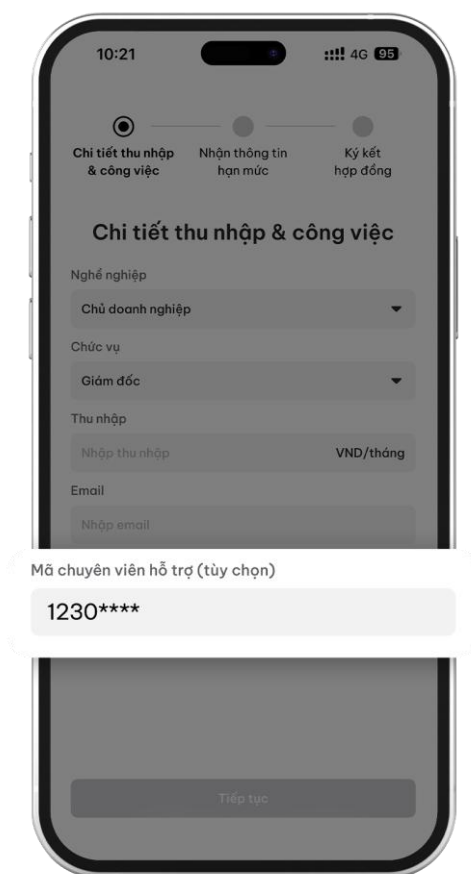 10:21
4G 95
Chi tiết thu nhập
& công việc
Nhận thông tin
hạn mức
Ký kết
hợp đồng
Chi tiết thu nhập & công việc
Nghề nghiệp
Chủ doanh nghiệp
Chức vụ
Giám đốc
Thu nhập
Nhập thu nhập VND/tháng
Email
Nhập email
Mã chuyên viên hỗ trợ (tùy chọn)
1230****
Tiếp tục